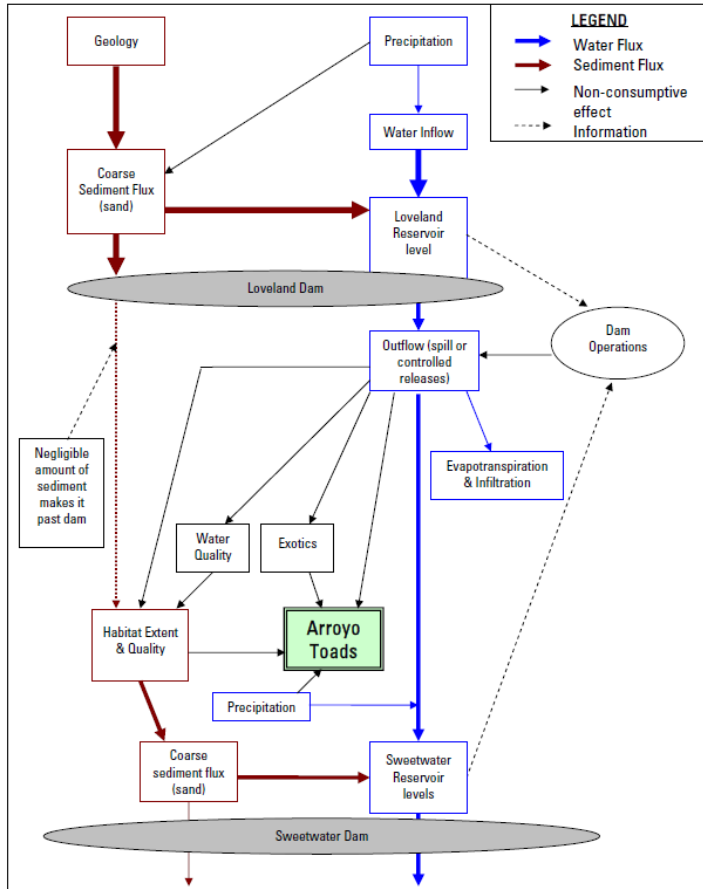 LEGEND
Water Flux
Sediment Flux
Non-consumptive
effect
Information
Geology
Precipitation
Water Inflow
Coarse
Sediment Flux
(sand)
Loveland
Reservoir
level
Loveland Dam
Dam
Operations
Outflow (spill or
controlled
releases)
Evapotranspiration
& Infiltration
Negligible
amount of
sediment
makes it
past dam
Water
Quality
Exotics
Habitat Extent
& Quality
Arroyo
Toads
Precipitation
Coarse
sediment flux
(sand)
Sweetwater
Reservoir
levels
Sweetwater Dam